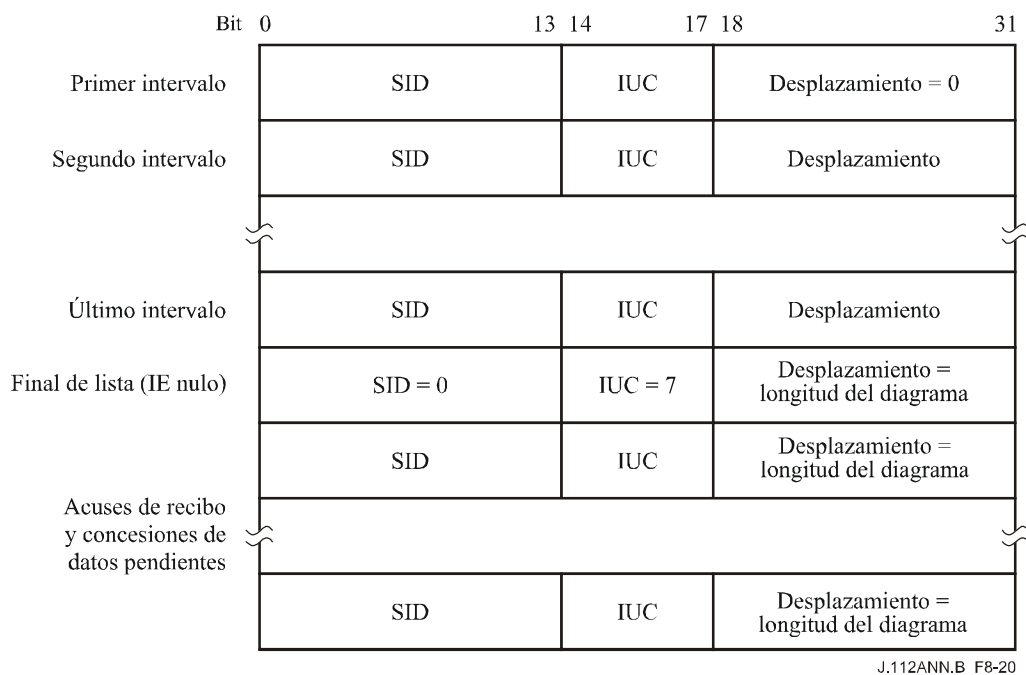 Bit 0 13 14 17 18 31
Primer intervalo SID IUC Desplazamiento = 0
Segundo intervalo SID IUC Desplazamiento
Último intervalo SID IUC Desplazamiento
Final de lista (IE nulo) SID = 0 IUC = 7 Desplazamiento =
longitud del diagrama
SID IUC Desplazamiento =
longitud del diagrama
Acuses de recibo
y concesiones de
datos pendientes
SID IUC Desplazamiento =
longitud del diagrama
J.112ANN.B_F8-20